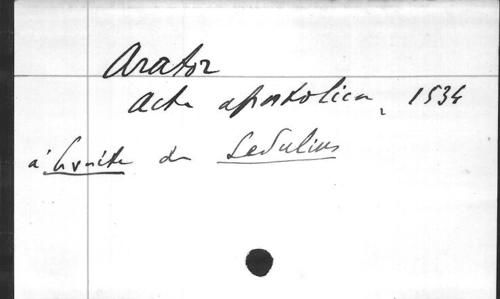 Arator
Acta apostolica, 1534
à la suite de Sedulius